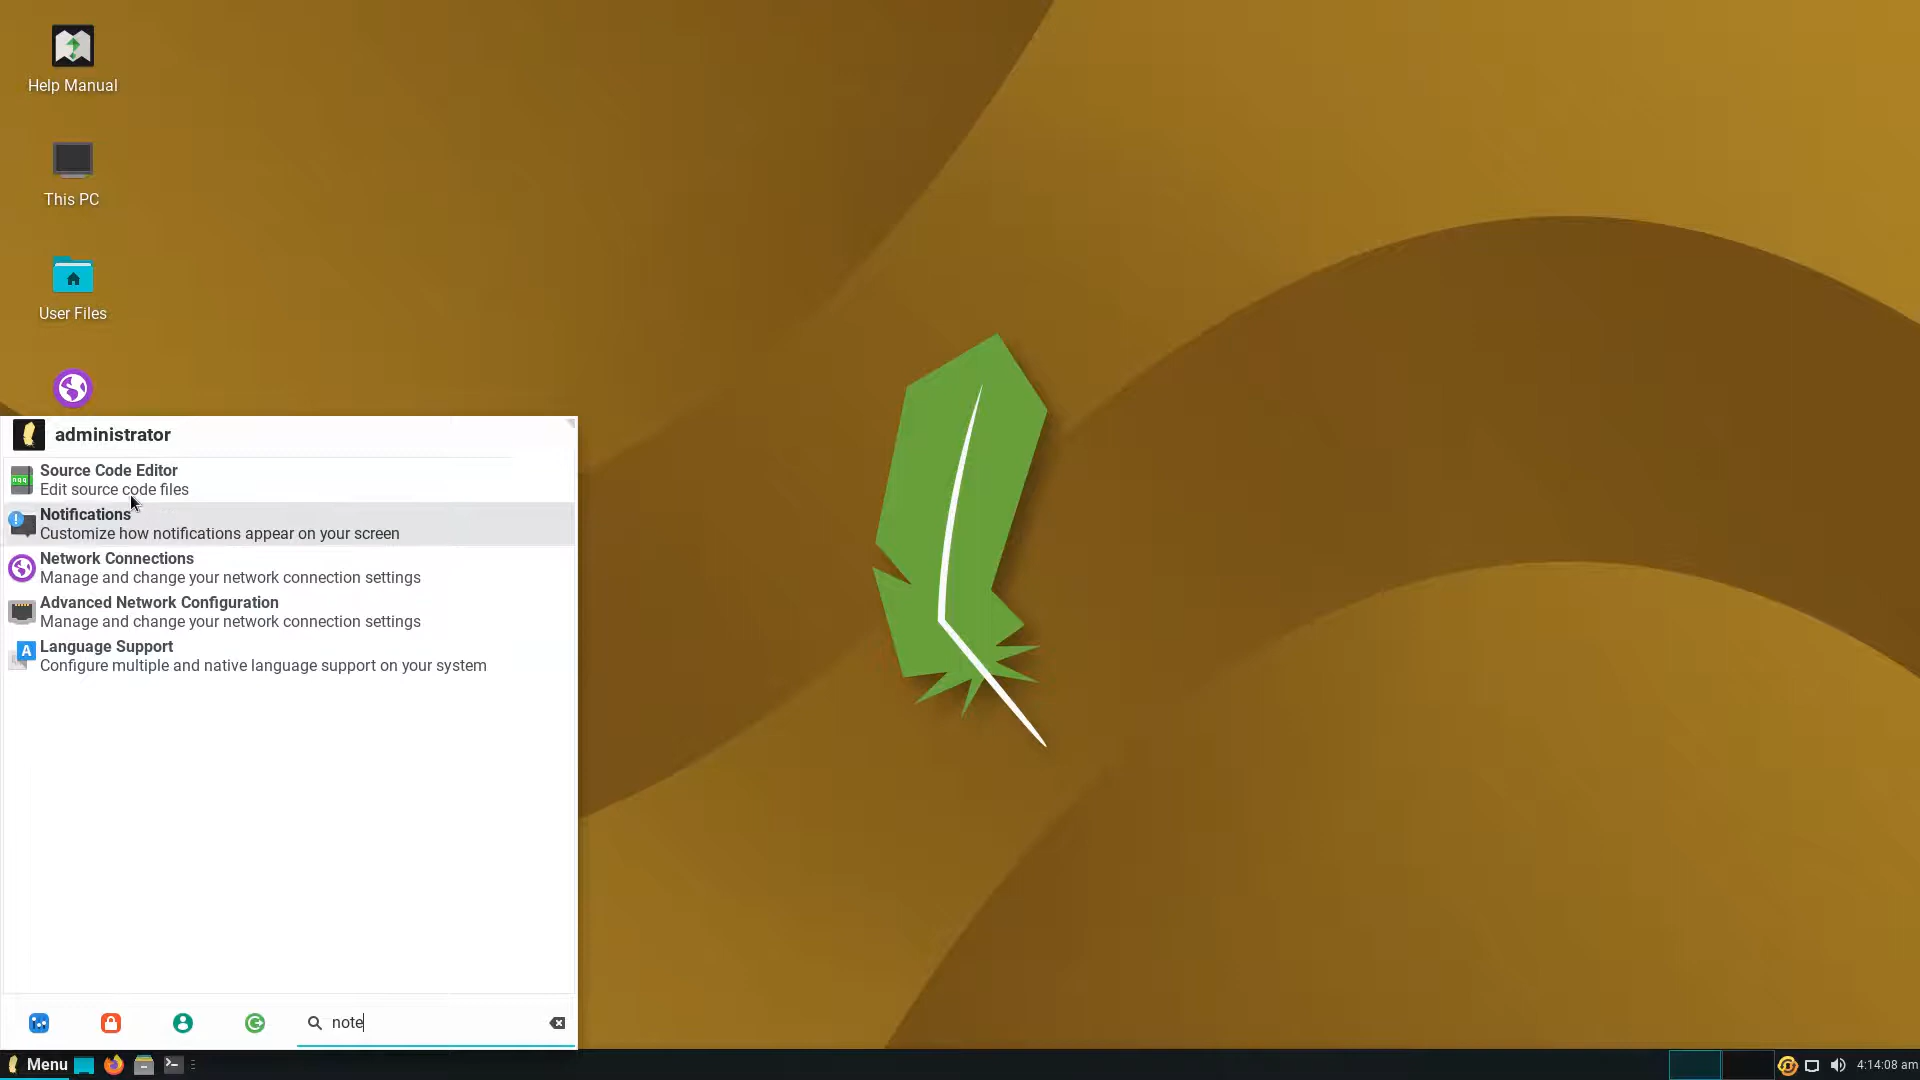 Help Manual
This PC
User Files
administrator
Source Code Editor
Edit source code files
Notifications
Customize how notifications appear on your screen
Network Connections
Manage and change your network connection settings
Advanced Network Configuration
Manage and change your network connection settings
Language Support
Configure multiple and native language support on your system
note
Menu
4:14:08 am